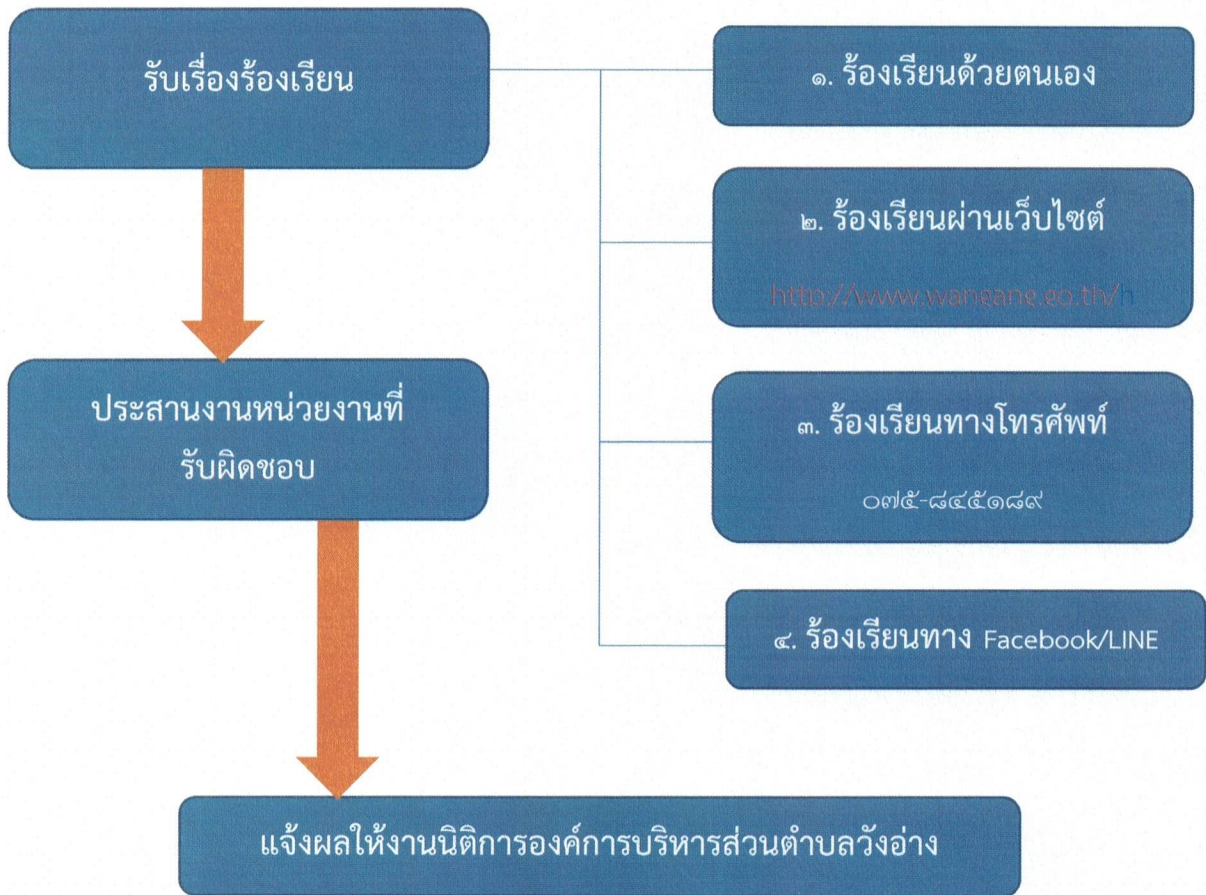 รับเรื่องร้องเรียน
๑. ร้องเรียนด้วยตนเอง
๒. ร้องเรียนผ่านเว็บไซต์
http://www.wangang.go.th/h
ประสานงานหน่วยงานที่
รับผิดชอบ
๓. ร้องเรียนทางโทรศัพท์
๐๗๕-๘๔๕๑๘๙
๔. ร้องเรียนทาง Facebook/LINE
แจ้งผลให้งานนิติการองค์การบริหารส่วนตำบลวังอ่าง